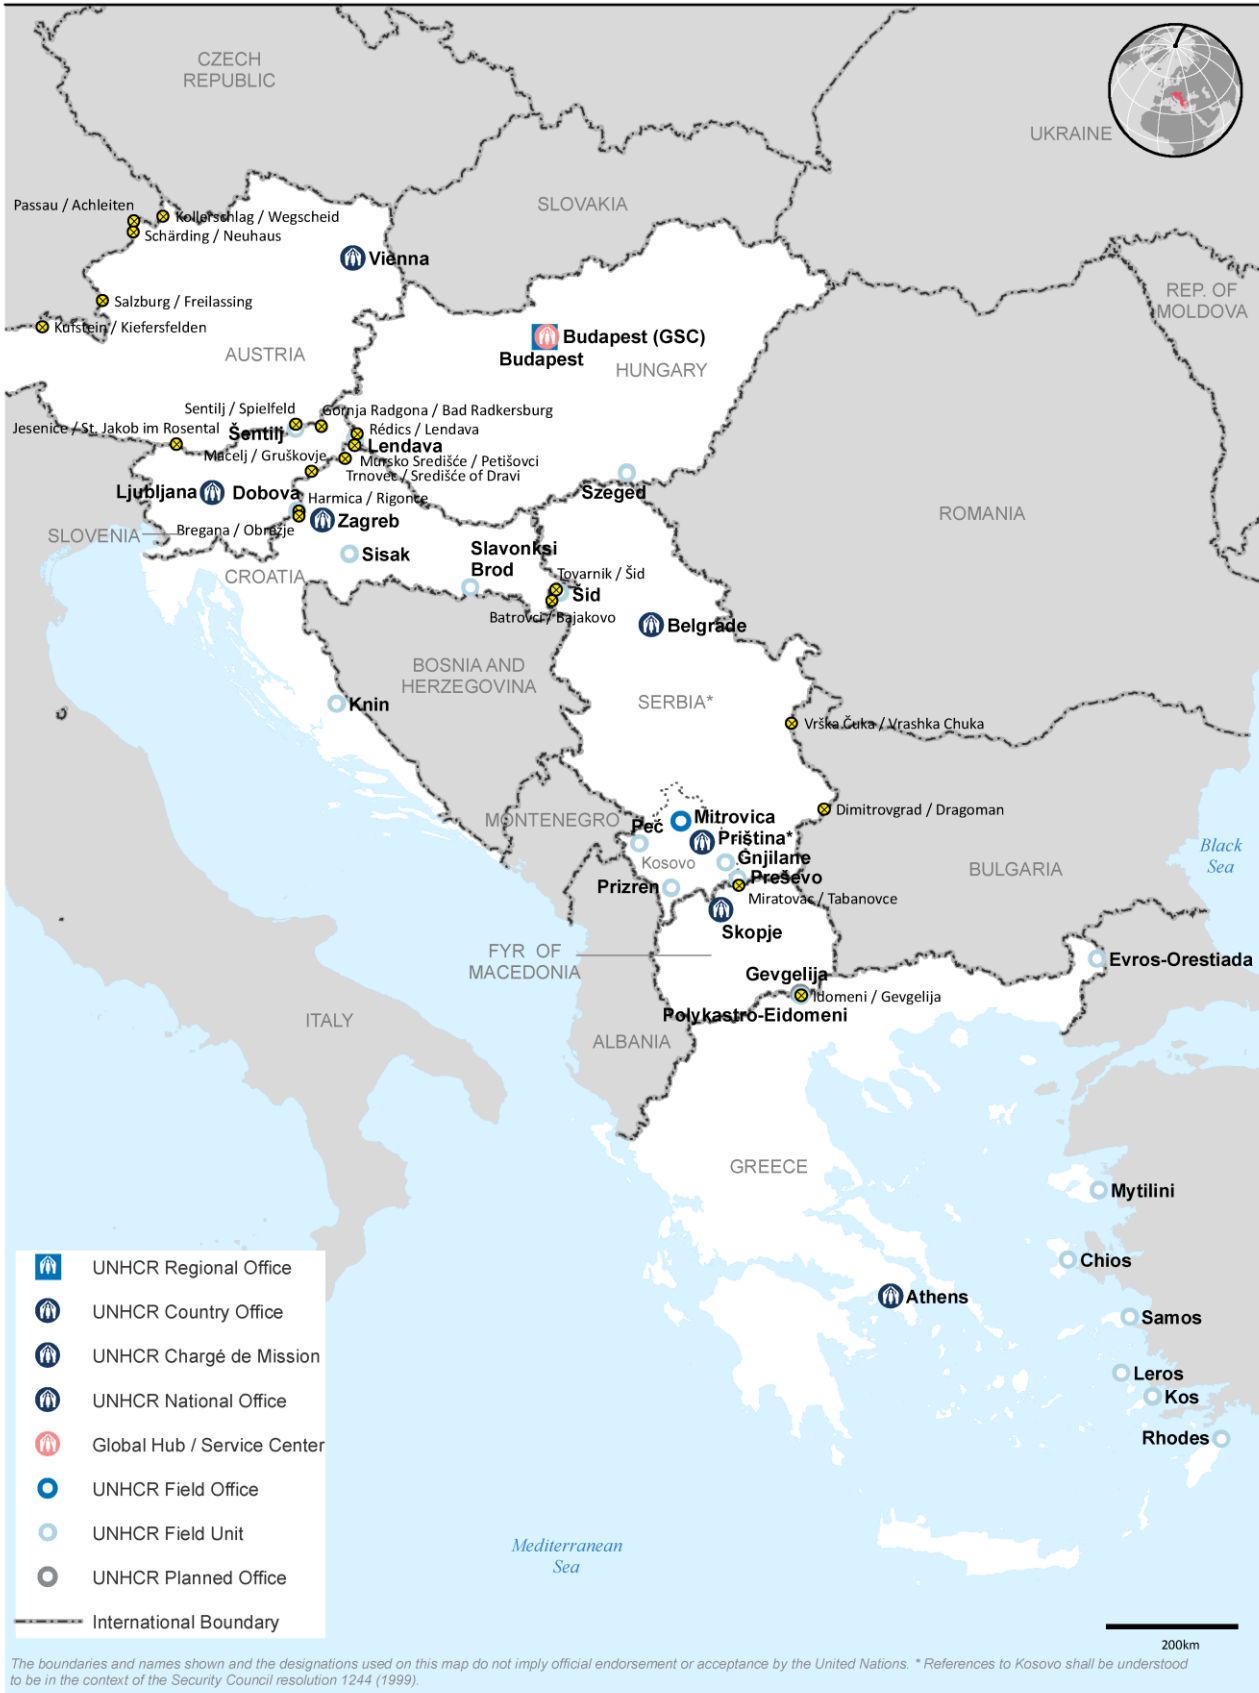 CZECH
REPUBLIC
UKRAINE
SLOVAKIA
Passau / Achleiten
Kollerschlag / Wegscheid
Schärding / Neuhaus
Vienna
REP. OF
MOLDOVA
Salzburg / Freilassing
Kufstein / Kiefersfelden
Budapest (GSC)
Budapest
AUSTRIA
HUNGARY
Sentilj / Spielfeld
Gornja Radgona / Bad Radkersburg
Jesenice / St. Jakob im Rosental
Šentilj
Rédics / Lendava
Lendava
Macelj / Gruškovje
Mursko Središće / Petišovci
Trnovec / Središće of Dravi
Ljubljana
Dobova
Harmica / Rigonce
Szeged
Zagreb
ROMANIA
SLOVENIA
Bregana / Obrežje
Sisak
Slavonksi
Brod
CROATIA
Tovarnik / Šid
Šid
Batrovci / Bajakovo
Belgrade
BOSNIA AND
HERZEGOVINA
Knin
SERBIA*
Vrška Čuka / Vrashka Chuka
Dimitrovgrad / Dragoman
MONTENEGRO
Mitrovica
Peć
Priština*
Kosovo
Gnjilane
Preševo
Prizren
Miratovac / Tabanovce
BULGARIA
Black
Sea
Skopje
FYR OF
MACEDONIA
Evros-Orestiada
Gevgelija
Idomeni / Gevgelija
Polykastro-Eidomeni
ITALY
ALBANIA
GREECE
Mytilini
Chios
Athens
Samos
Leros
Kos
Rhodes
UNHCR Regional Office
UNHCR Country Office
UNHCR Chargé de Mission
UNHCR National Office
Global Hub / Service Center
UNHCR Field Office
UNHCR Field Unit
UNHCR Planned Office
International Boundary
Mediterranean
Sea
200km
The boundaries and names shown and the designations used on this map do not imply official endorsement or acceptance by the United Nations. * References to Kosovo shall be understood
to be in the context of the Security Council resolution 1244 (1999).